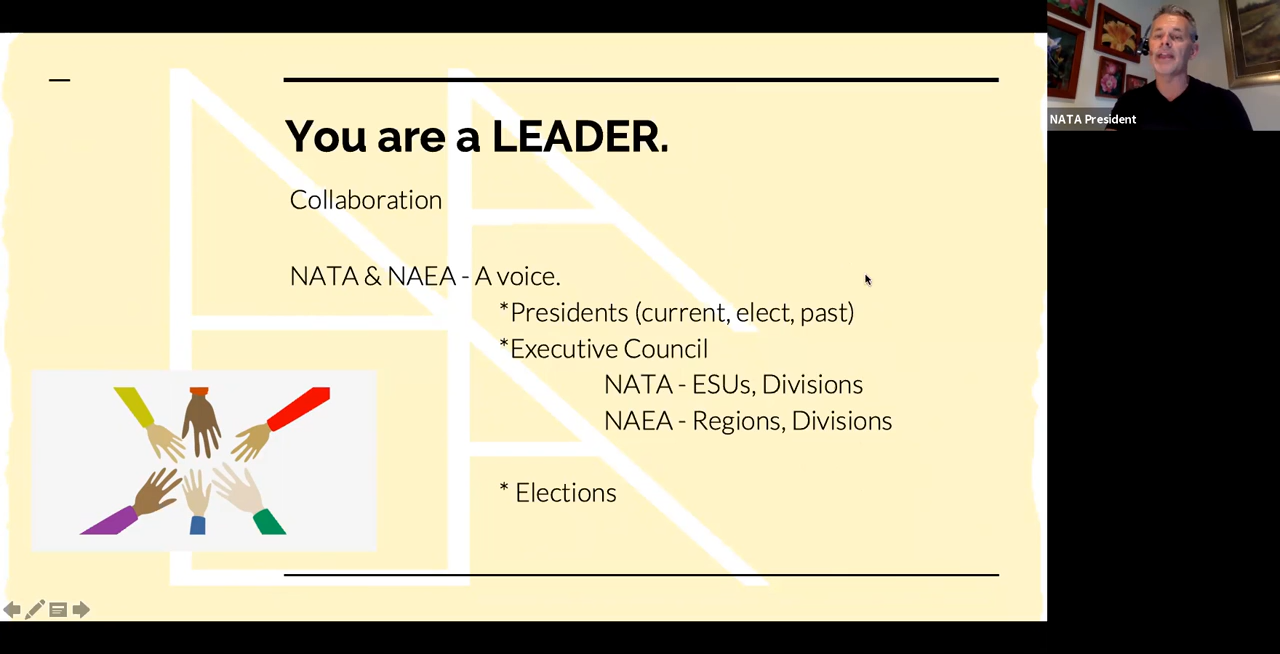 You are a LEADER.
Collaboration
NATA & NAEA - A voice.
*Presidents (current, elect, past)
*Executive Council
NATA - ESUs, Divisions
NAEA - Regions, Divisions
* Elections
NATA President